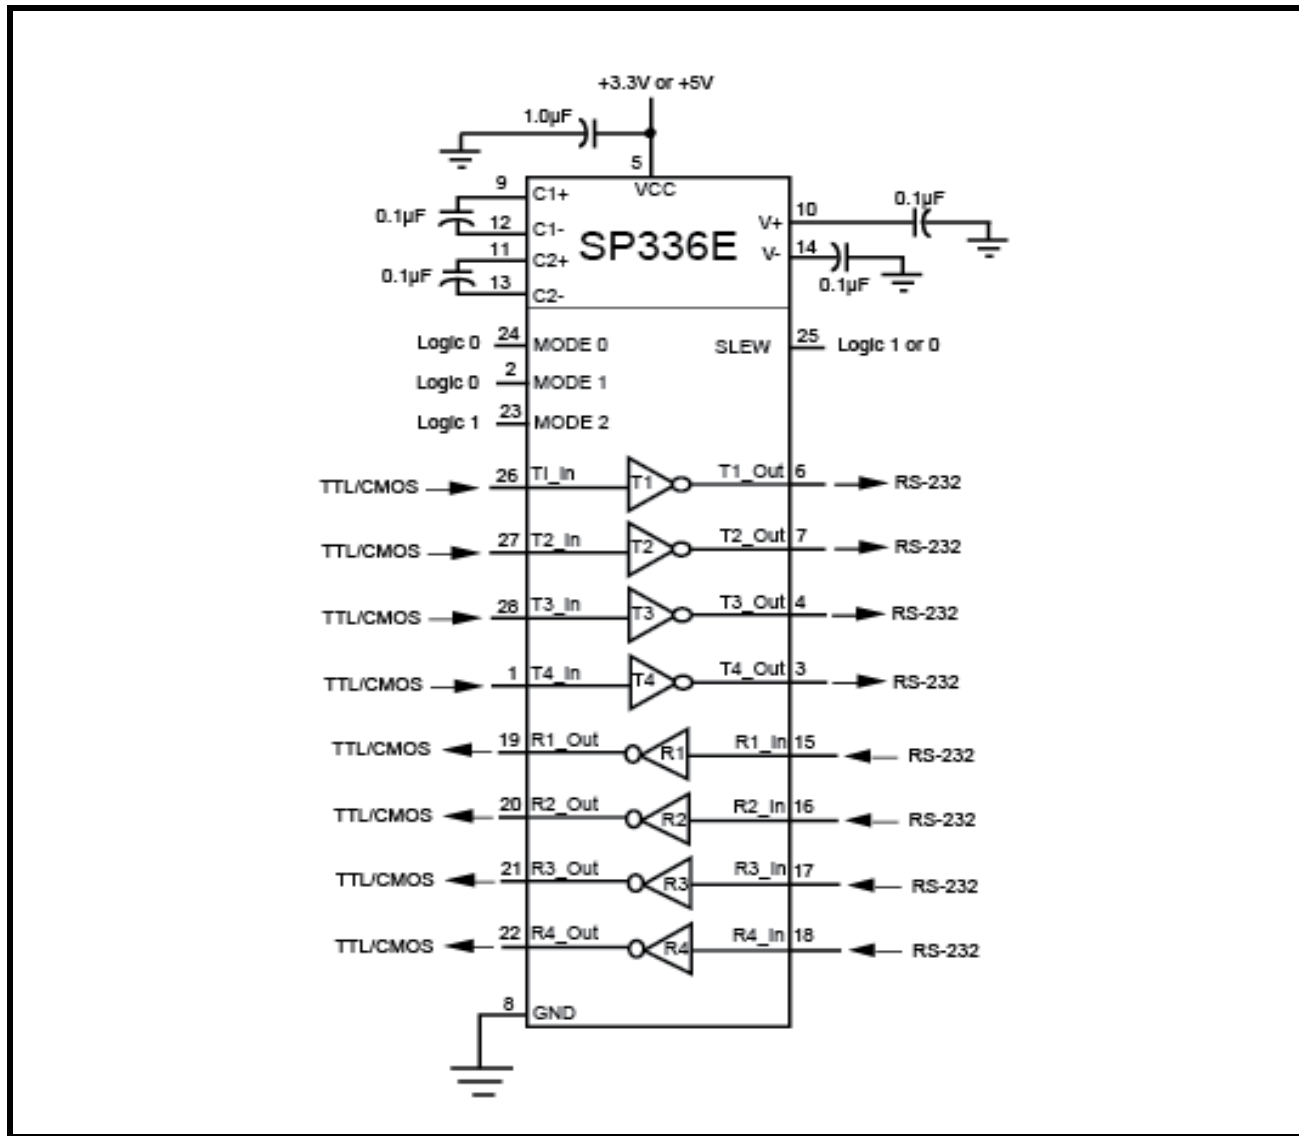 +3.3V or +5V
1.0µF
5
VCC
9 C1+
0.1µF
12 C1-
11 C2+
0.1µF
13 C2-
SP336E
V+ 10 0.1µF
V- 14
0.1µF
Logic 0 24 MODE 0
SLEW 25 Logic 1 or 0
Logic 0 2 MODE 1
Logic 1 23 MODE 2
TTL/CMOS 26 TI_In T1 T1_Out 6 RS-232
TTL/CMOS 27 T2_In T2 T2_Out 7 RS-232
TTL/CMOS 28 T3_In T3 T3_Out 4 RS-232
TTL/CMOS 1 T4_In T4 T4_Out 3 RS-232
TTL/CMOS 19 R1_Out R1 R1_In 15 RS-232
TTL/CMOS 20 R2_Out R2 R2_In 16 RS-232
TTL/CMOS 21 R3_Out R3 R3_In 17 RS-232
TTL/CMOS 22 R4_Out R4 R4_In 18 RS-232
8 GND